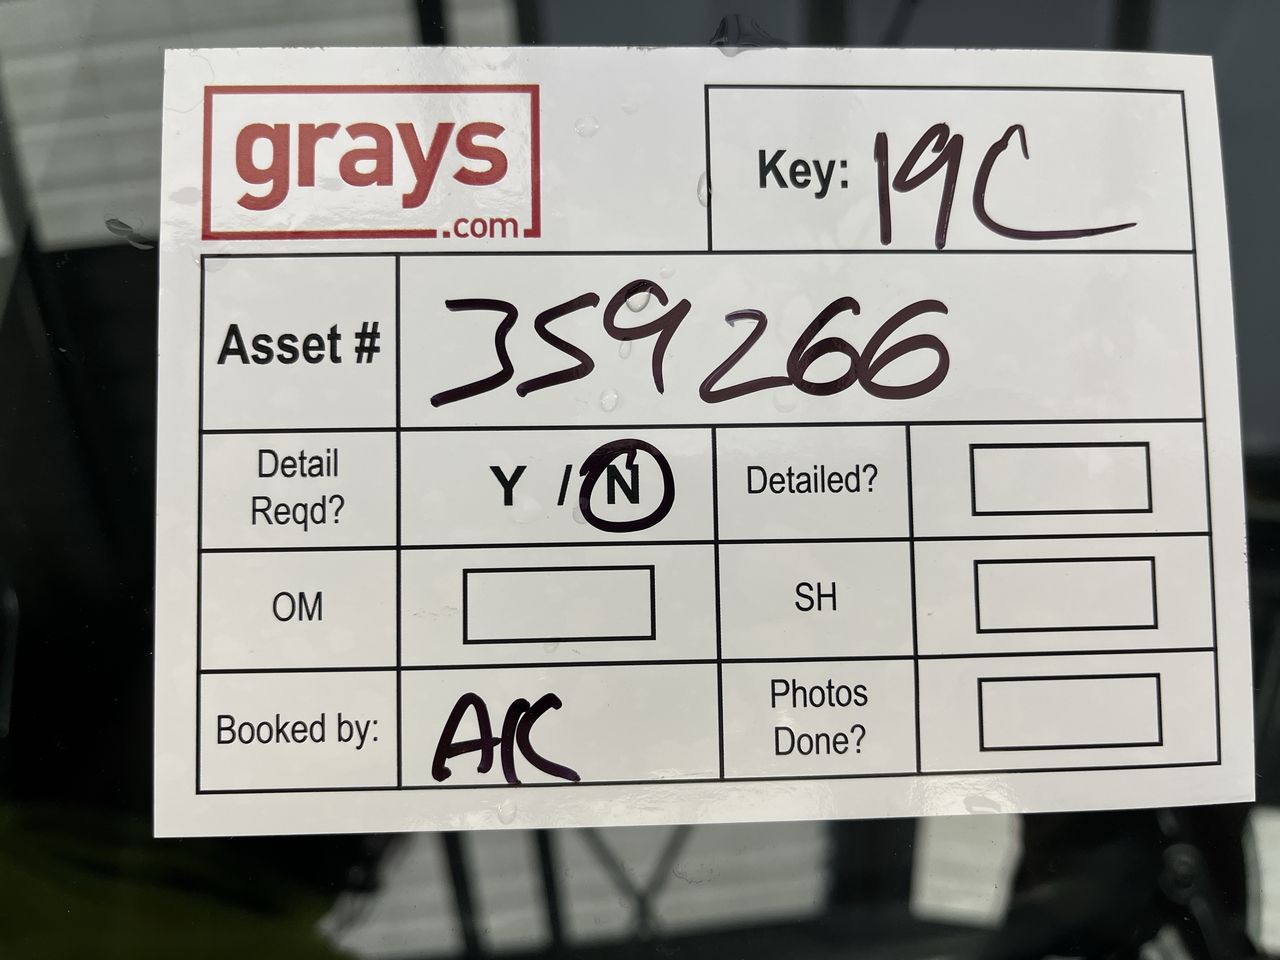 grays
.com
Key: 19C
Asset # 359266
Detail Reqd? Y / N Detailed?
OM SH
Booked by: AK Photos Done?